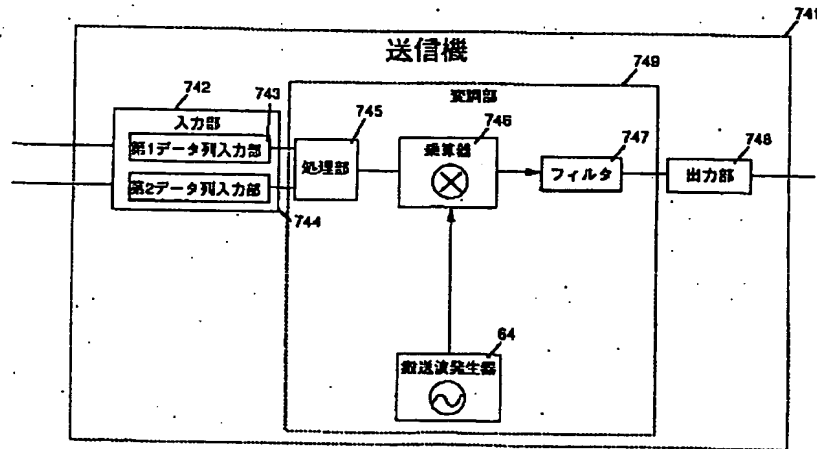 741
送信機
749
742
743
変調部
入力部
745
746
第1データ列入力部
処理部
乗算器
747
748
フィルタ
出力部
第2データ列入力部
744
64
搬送波発生器